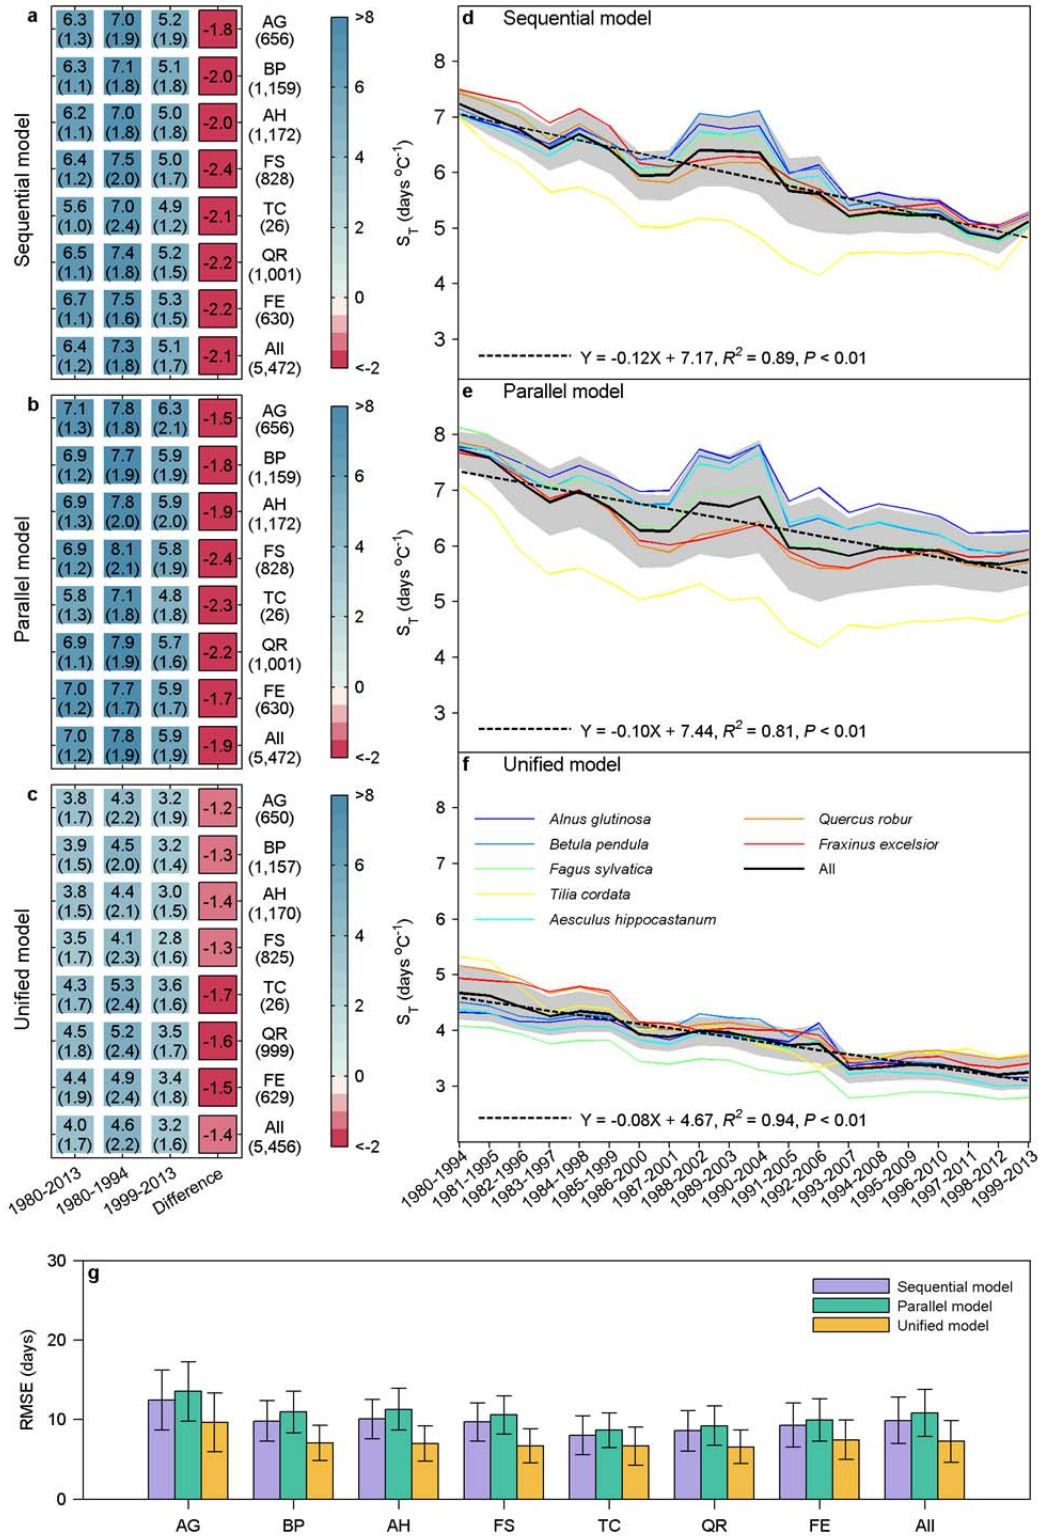 a
Sequential model
6.3 7.0 5.2 -1.8 AG
(1.3) (1.9) (1.9) (656)
6.3 7.1 5.1 -2.0 BP
(1.1) (1.8) (1.8) (1,159)
6.2 7.0 5.0 -2.0 AH
(1.1) (1.8) (1.8) (1,172)
6.4 7.5 5.0 -2.4 FS
(1.2) (2.0) (1.7) (828)
5.6 7.0 4.9 -2.1 TC
(1.0) (2.4) (1.2) (26)
6.5 7.4 5.2 -2.2 QR
(1.1) (1.8) (1.5) (1,001)
6.7 7.5 5.3 -2.2 FE
(1.1) (1.6) (1.5) (630)
6.4 7.3 5.1 -2.1 All
(1.2) (1.8) (1.7) (5,472)
>8
6
4
2
0
<-2
b
Parallel model
7.1 7.8 6.3 -1.5 AG
(1.3) (1.8) (2.1) (656)
6.9 7.7 5.9 -1.8 BP
(1.2) (1.9) (1.9) (1,159)
6.9 7.8 5.9 -1.9 AH
(1.3) (2.0) (2.0) (1,172)
6.9 8.1 5.8 -2.4 FS
(1.2) (2.1) (1.9) (828)
5.8 7.1 4.8 -2.3 TC
(1.3) (1.8) (1.8) (26)
6.9 7.9 5.7 -2.2 QR
(1.1) (1.9) (1.6) (1,001)
7.0 7.7 5.9 -1.7 FE
(1.2) (1.7) (1.7) (630)
7.0 7.8 5.9 -1.9 All
(1.2) (1.9) (1.9) (5,472)
>8
6
4
2
0
<-2
c
Unified model
3.8 4.3 3.2 -1.2 AG
(1.7) (2.2) (1.9) (650)
3.9 4.5 3.2 -1.3 BP
(1.5) (2.0) (1.4) (1,157)
3.8 4.4 3.0 -1.4 AH
(1.5) (2.1) (1.5) (1,170)
3.5 4.1 2.8 -1.3 FS
(1.7) (2.3) (1.6) (825)
4.3 5.3 3.6 -1.7 TC
(1.7) (2.4) (1.6) (26)
4.5 5.2 3.5 -1.6 QR
(1.8) (2.4) (1.7) (999)
4.4 4.9 3.4 -1.5 FE
(1.9) (2.4) (1.8) (629)
4.0 4.6 3.2 -1.4 All
(1.7) (2.2) (1.6) (5,456)
>8
6
4
2
0
<-2
1980-2013
1980-1994
1999-2013
Difference
d Sequential model
8
7
6
5
4
3
S_T (days °C⁻¹)
Y = -0.12X + 7.17, R² = 0.89, P < 0.01
e Parallel model
8
7
6
5
4
3
S_T (days °C⁻¹)
Y = -0.10X + 7.44, R² = 0.81, P < 0.01
f Unified model
8
7
6
5
4
3
S_T (days °C⁻¹)
Alnus glutinosa
Betula pendula
Fagus sylvatica
Tilia cordata
Aesculus hippocastanum
Quercus robur
Fraxinus excelsior
All
Y = -0.08X + 4.67, R² = 0.94, P < 0.01
1980-1994
1981-1995
1982-1996
1983-1997
1984-1998
1985-1999
1986-2000
1987-2001
1988-2002
1989-2003
1990-2004
1991-2005
1992-2006
1993-2007
1994-2008
1995-2009
1996-2010
1997-2011
1998-2012
1999-2013
g
30
20
10
0
RMSE (days)
Sequential model
Parallel model
Unified model
AG BP AH FS TC QR FE All